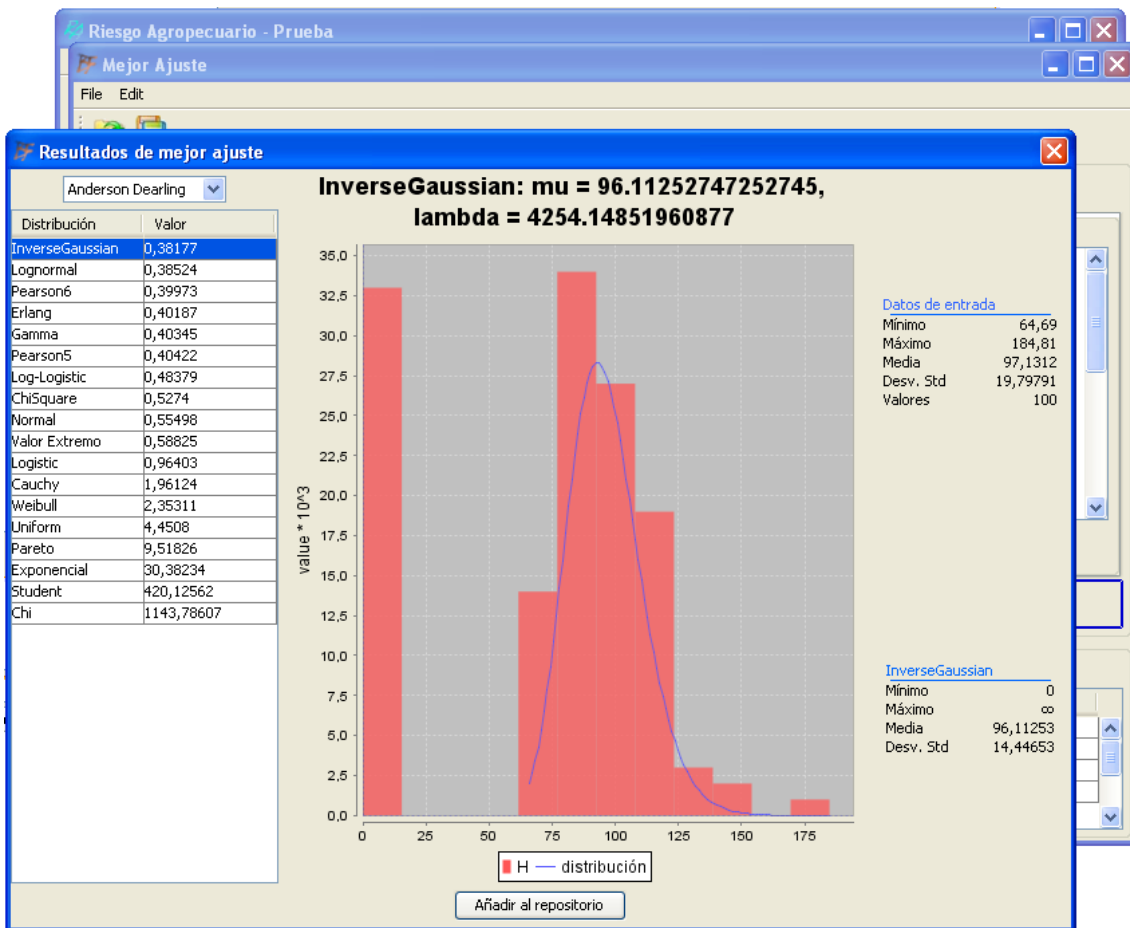 Riesgo Agropecuario - Prueba
Mejor Ajuste
File Edit
Resultados de mejor ajuste
Anderson Dearling
Distribución Valor
InverseGaussian 0,38177
Lognormal 0,38524
Pearson6 0,39973
Erlang 0,40187
Gamma 0,40345
Pearson5 0,40422
Log-Logistic 0,48379
ChiSquare 0,5274
Normal 0,55498
Valor Extremo 0,58825
Logistic 0,96403
Cauchy 1,96124
Weibull 2,35311
Uniform 4,4508
Pareto 9,51826
Exponencial 30,38234
Student 420,12562
Chi 1143,78607
InverseGaussian: mu = 96.11252747252745,
lambda = 4254.14851960877
value * 10^3
35,0
32,5
30,0
27,5
25,0
22,5
20,0
17,5
15,0
12,5
10,0
7,5
5,0
2,5
0,0
0 25 50 75 100 125 150 175
H distribución
Datos de entrada
Mínimo 64,69
Máximo 184,81
Media 97,1312
Desv. Std 19,79791
Valores 100
InverseGaussian
Mínimo 0
Máximo ∞
Media 96,11253
Desv. Std 14,44653
Añadir al repositorio